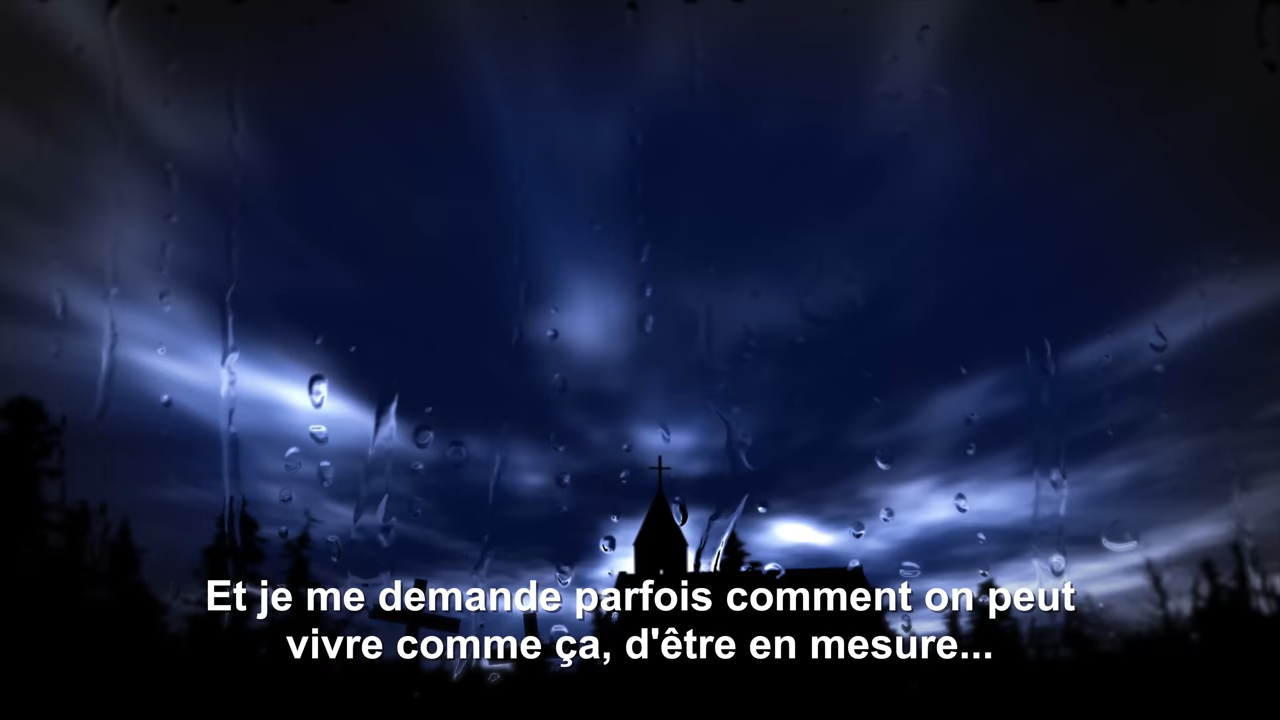 Et je me demande parfois comment on peut
vivre comme ça, d'être en mesure...